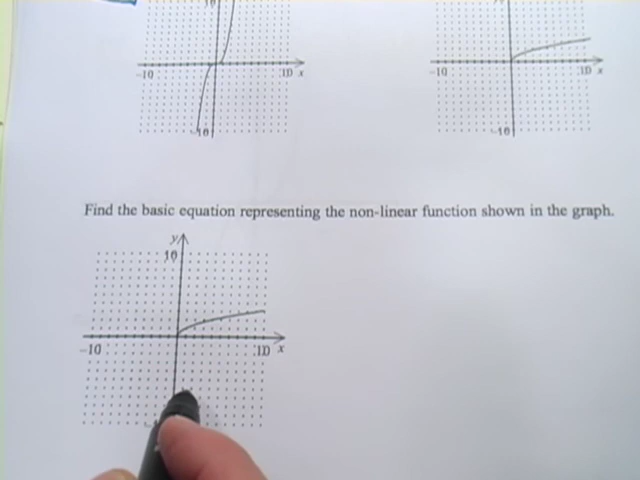 10
-10
10 x
-10
-10
10 x
-10
Find the basic equation representing the non-linear function shown in the graph.
y
10
-10
10 x